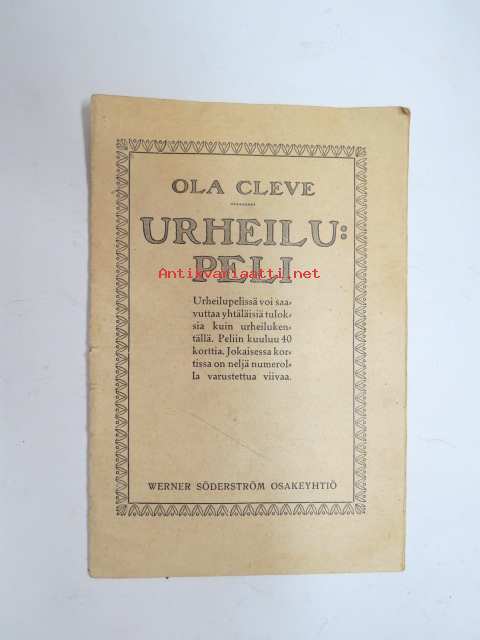 OLA CLEVE
URHEILU:
PELI
Antikvariaatti.net
Urheilupelissä voi saa:
vuttaa yhtäläisiä tulok:
sia kuin urheiluken:
tällä. Peliin kuuluu 40
korttia. Jokaisessa kor:
tissa on neljä numerol:
la varustettua viivaa.
WERNER SÖDERSTRÖM OSAKEYHTIÖ